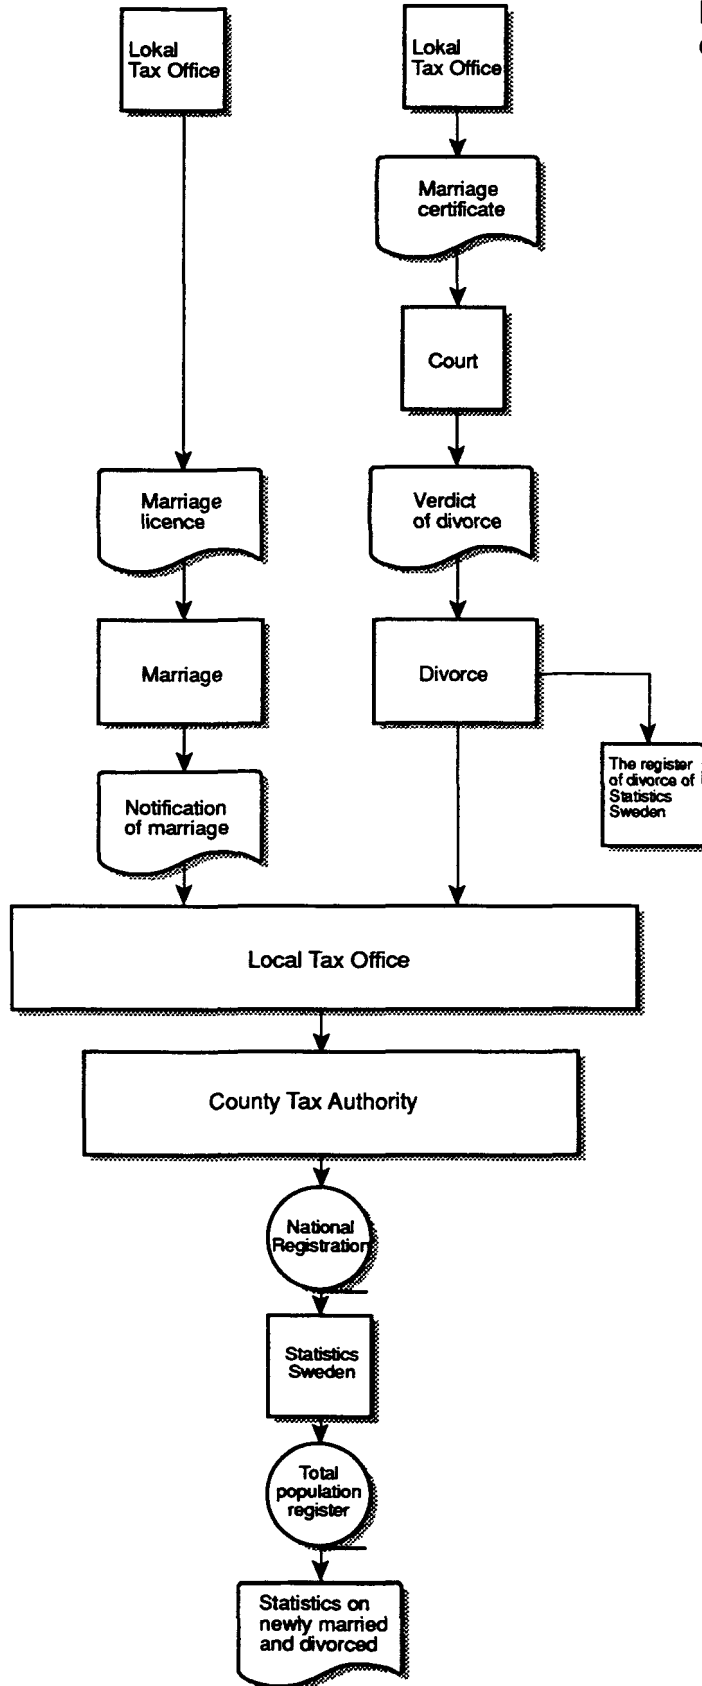 Lokal
Tax Office
Lokal
Tax Office
Marriage
certificate
Court
Marriage
licence
Verdict
of divorce
Marriage
Divorce
The register
of divorce of
Statistics
Sweden
Notification
of marriage
Local Tax Office
County Tax Authority
National
Registration
Statistics
Sweden
Total
population
register
Statistics on
newly married
and divorced